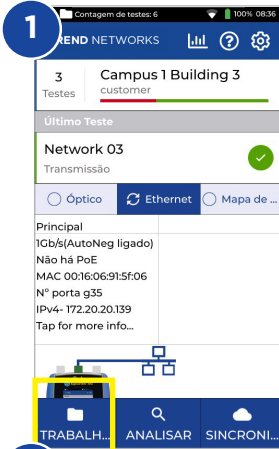 1
Contagem de testes: 6 100% 08:36
TREND NETWORKS
3 Testes
Campus 1 Building 3
customer
Último Teste
Network 03
Transmissão
Óptico Ethernet Mapa de ...
Principal
1Gb/s(AutoNeg ligado)
Não há PoE
MAC 00:16:06:91:5f:06
Nº porta g35
IPv4- 172.20.20.139
Tap for more info...
TRABALH... ANALISAR SINCRONI...